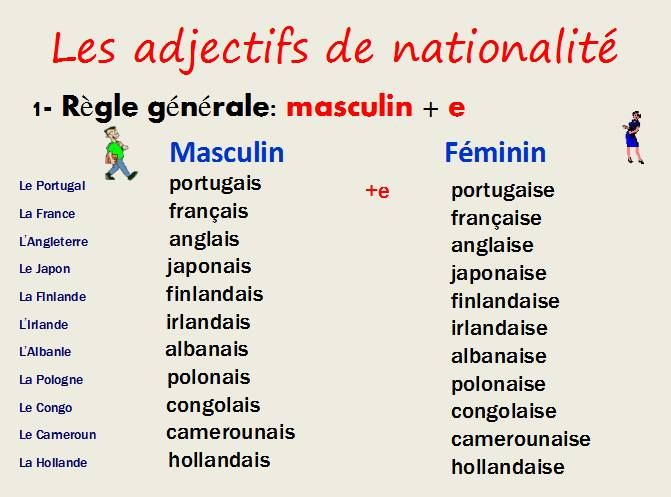 Les adjectifs de nationalité
1- Règle générale: masculin + e
Masculin Féminin
Le Portugal portugais +e portugaise
La France français française
L'Angleterre anglais anglaise
Le Japon japonais japonaise
La Finlande finlandais finlandaise
L'Irlande irlandais irlandaise
L'Albanie albanais albanaise
La Pologne polonais polonaise
Le Congo congolais congolaise
Le Cameroun camerounais camerounaise
La Hollande hollandais hollandaise